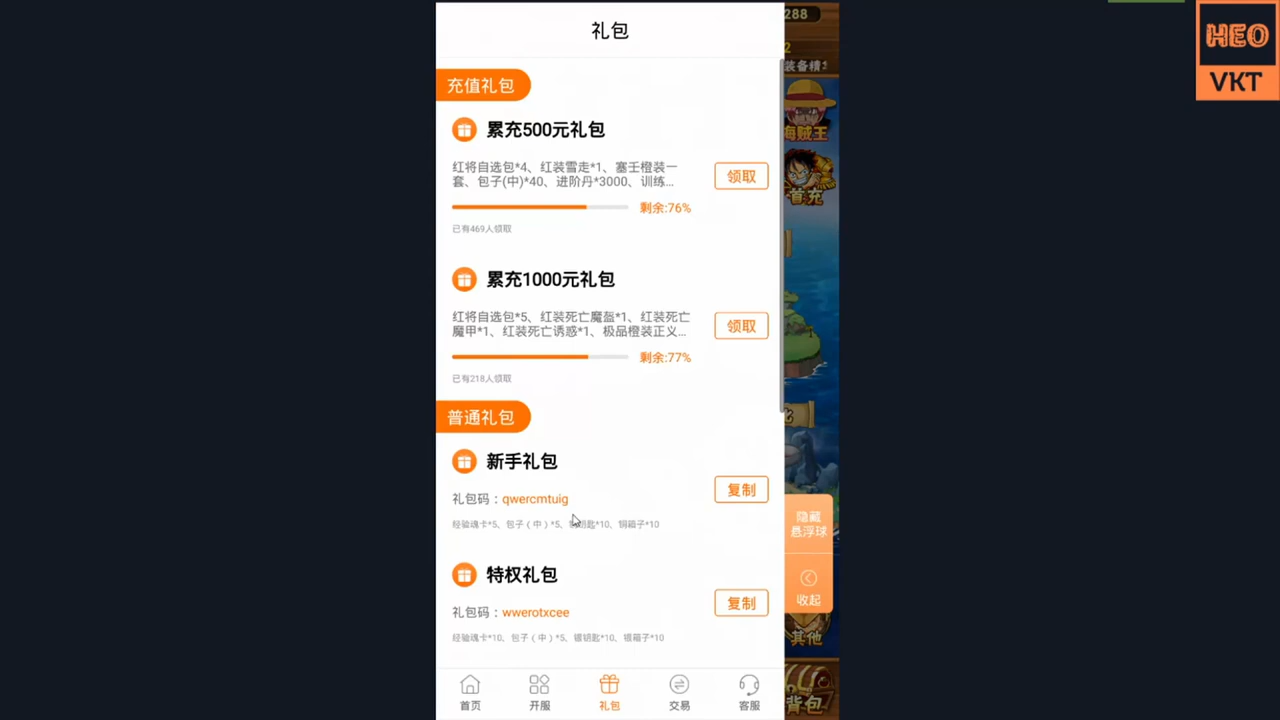 礼包
288
HEO
VKT
2
装备精
充值礼包
累充500元礼包
红将自选包*4、红装雪走*1、塞壬橙装一
套、包子(中)*40、进阶丹*3000、训练...
领取
剩余:76%
已有469人领取
海贼王
首充
累充1000元礼包
红将自选包*5、红装死亡魔盔*1、红装死亡
魔甲*1、红装死亡诱惑*1、极品橙装正义...
领取
剩余:77%
已有218人领取
普通礼包
新手礼包
礼包码：qwercmtuig
复制
经验魂卡*5、包子（中）*5、钥匙*10、铜箱子*10
隐藏
悬浮球
收起
特权礼包
礼包码：wwerotxcee
复制
经验魂卡*10、包子（中）*5、银钥匙*10、银箱子*10
其他
背包
首页
开服
礼包
交易
客服